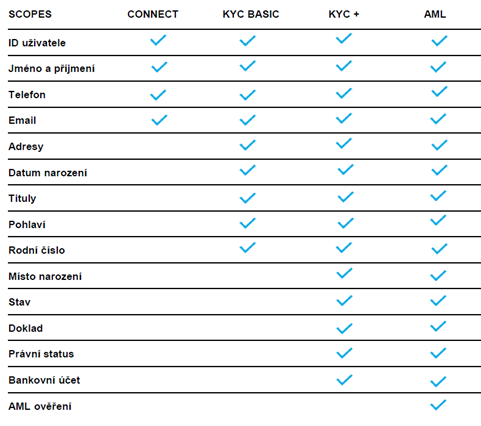 SCOPES CONNECT KYC BASIC KYC + AML
ID uživatele
Jméno a příjmení
Telefon
Email
Adresy
Datum narození
Tituly
Pohlaví
Rodní číslo
Místo narození
Stav
Doklad
Právní status
Bankovní účet
AML ověření